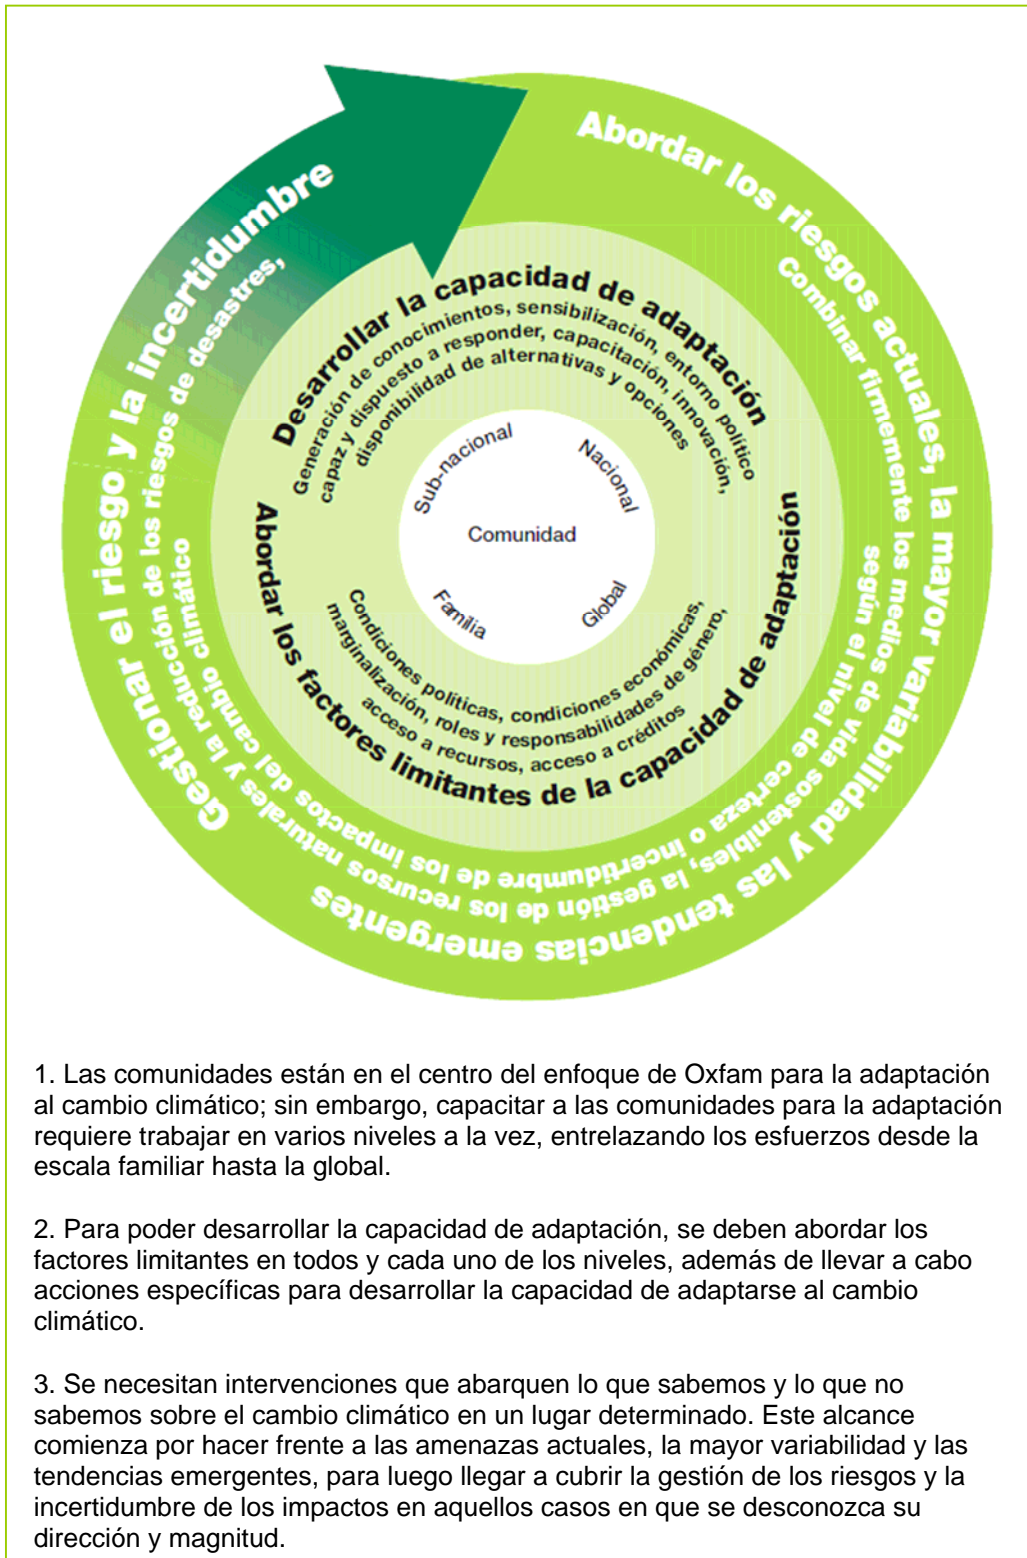 Abordar los riesgos actuales, la mayor variabilidad y las tendencias emergentes
Gestionar el riesgo y la incertidumbre
Combinar firmemente los medios de vida sostenibles, la gestión de los recursos naturales y la reducción de los riesgos de desastres,
según el nivel de certeza o incertidumbre de los impactos del cambio climático
Desarrollar la capacidad de adaptación
Generación de conocimientos, sensibilización, entorno político
capaz y dispuesto a responder, capacitación, innovación,
disponibilidad de alternativas y opciones
Sub-nacional
Nacional
Comunidad
Familia
Global
Condiciones políticas, condiciones económicas,
marginalización, roles y responsabilidades de género,
acceso a recursos, acceso a créditos
Abordar los factores limitantes de la capacidad de adaptación
1. Las comunidades están en el centro del enfoque de Oxfam para la adaptación
al cambio climático; sin embargo, capacitar a las comunidades para la adaptación
requiere trabajar en varios niveles a la vez, entrelazando los esfuerzos desde la
escala familiar hasta la global.
2. Para poder desarrollar la capacidad de adaptación, se deben abordar los
factores limitantes en todos y cada uno de los niveles, además de llevar a cabo
acciones específicas para desarrollar la capacidad de adaptarse al cambio
climático.
3. Se necesitan intervenciones que abarquen lo que sabemos y lo que no
sabemos sobre el cambio climático en un lugar determinado. Este alcance
comienza por hacer frente a las amenazas actuales, la mayor variabilidad y las
tendencias emergentes, para luego llegar a cubrir la gestión de los riesgos y la
incertidumbre de los impactos en aquellos casos en que se desconozca su
dirección y magnitud.